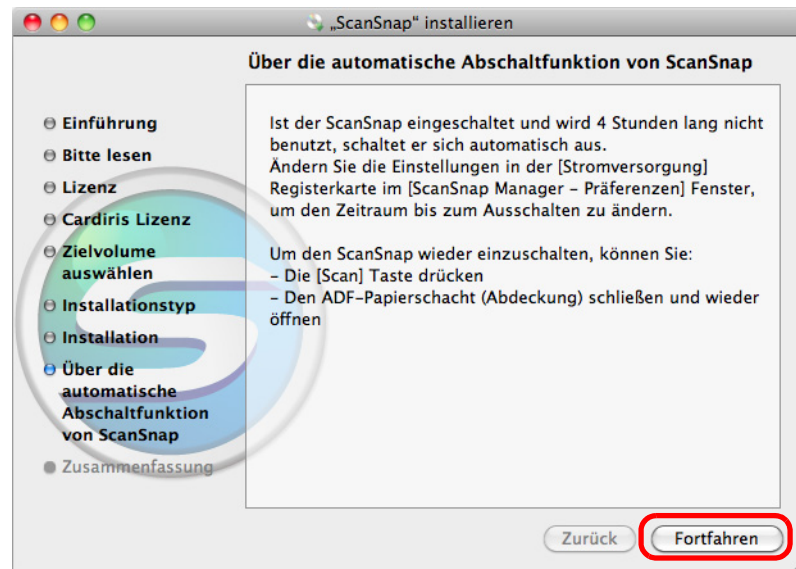 „ScanSnap“ installieren
Über die automatische Abschaltfunktion von ScanSnap
Einführung
Bitte lesen
Lizenz
Cardiris Lizenz
Zielvolume
auswählen
Installationstyp
Installation
Über die
automatische
Abschaltfunktion
von ScanSnap
Zusammenfassung
Ist der ScanSnap eingeschaltet und wird 4 Stunden lang nicht
benutzt, schaltet er sich automatisch aus.
Ändern Sie die Einstellungen in der [Stromversorgung]
Registerkarte im [ScanSnap Manager – Präferenzen] Fenster,
um den Zeitraum bis zum Ausschalten zu ändern.
Um den ScanSnap wieder einzuschalten, können Sie:
– Die [Scan] Taste drücken
– Den ADF-Papierschacht (Abdeckung) schließen und wieder
öffnen
Zurück
Fortfahren